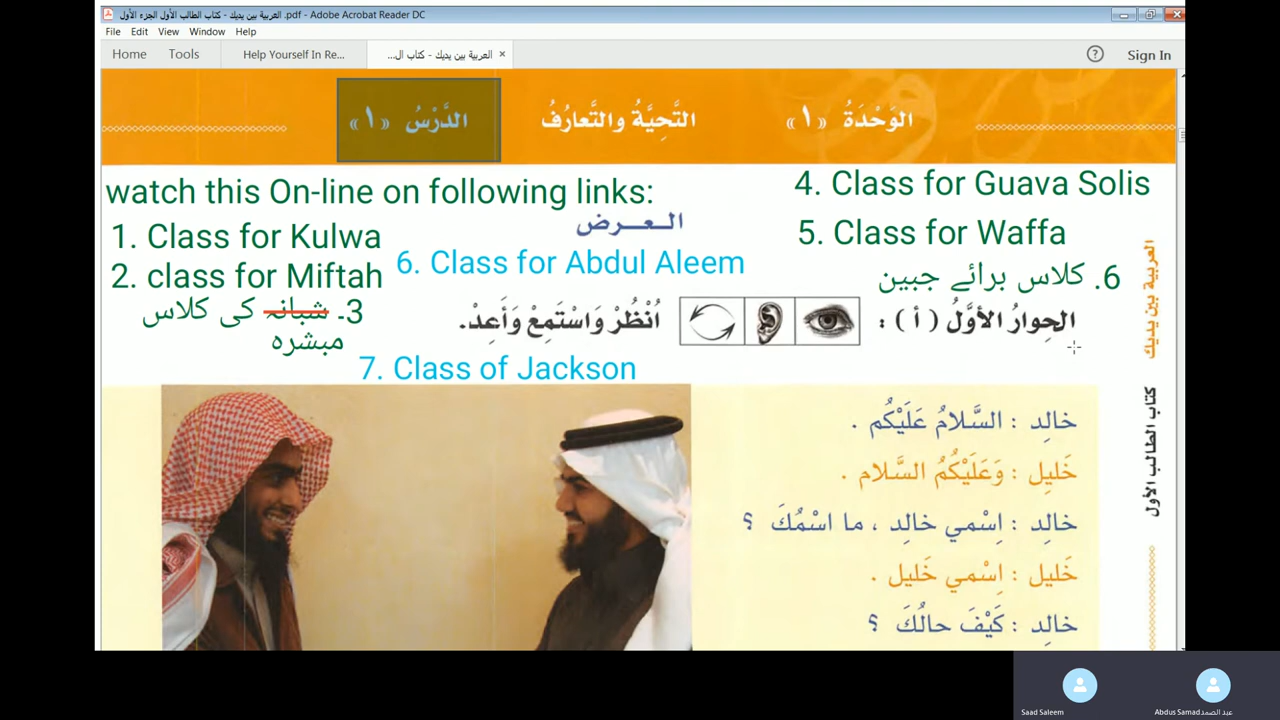 العربية بين يديك - كتاب الطالب الأول الجزء الأول.pdf - Adobe Acrobat Reader DC
File Edit View Window Help
Home Tools Help Yourself In Re... العربية بين يديك - كتاب ال... × ? Sign In
الوَحْدَةُ «١» التَّحِيَّةُ والتَّعارُفُ الدَّرْسُ «١»
watch this On-line on following links:
1. Class for Kulwa
2. class for Miftah
3۔ شبانہ کی کلاس
مبشرہ
4. Class for Guava Solis
5. Class for Waffa
6. کلاس برائے جبین
العرض
6. Class for Abdul Aleem
الحِوارُ الأوَّلُ ( أ ) : اُنْظُرْ وَاسْتَمِعْ وَأَعِدْ.
7. Class of Jackson
خالِد : السَّلامُ عَلَيْكُم .
خَليل : وَعَلَيْكُمُ السَّلام .
خالِد : اِسْمي خالِد ، ما اسْمُكَ ؟
خَليل : اِسْمي خَليل .
خالِد : كَيْفَ حالُكَ ؟
العربية بين يديك
كتاب الطالب الأول
Saad Saleem
Abdus Samad عبد الصمد